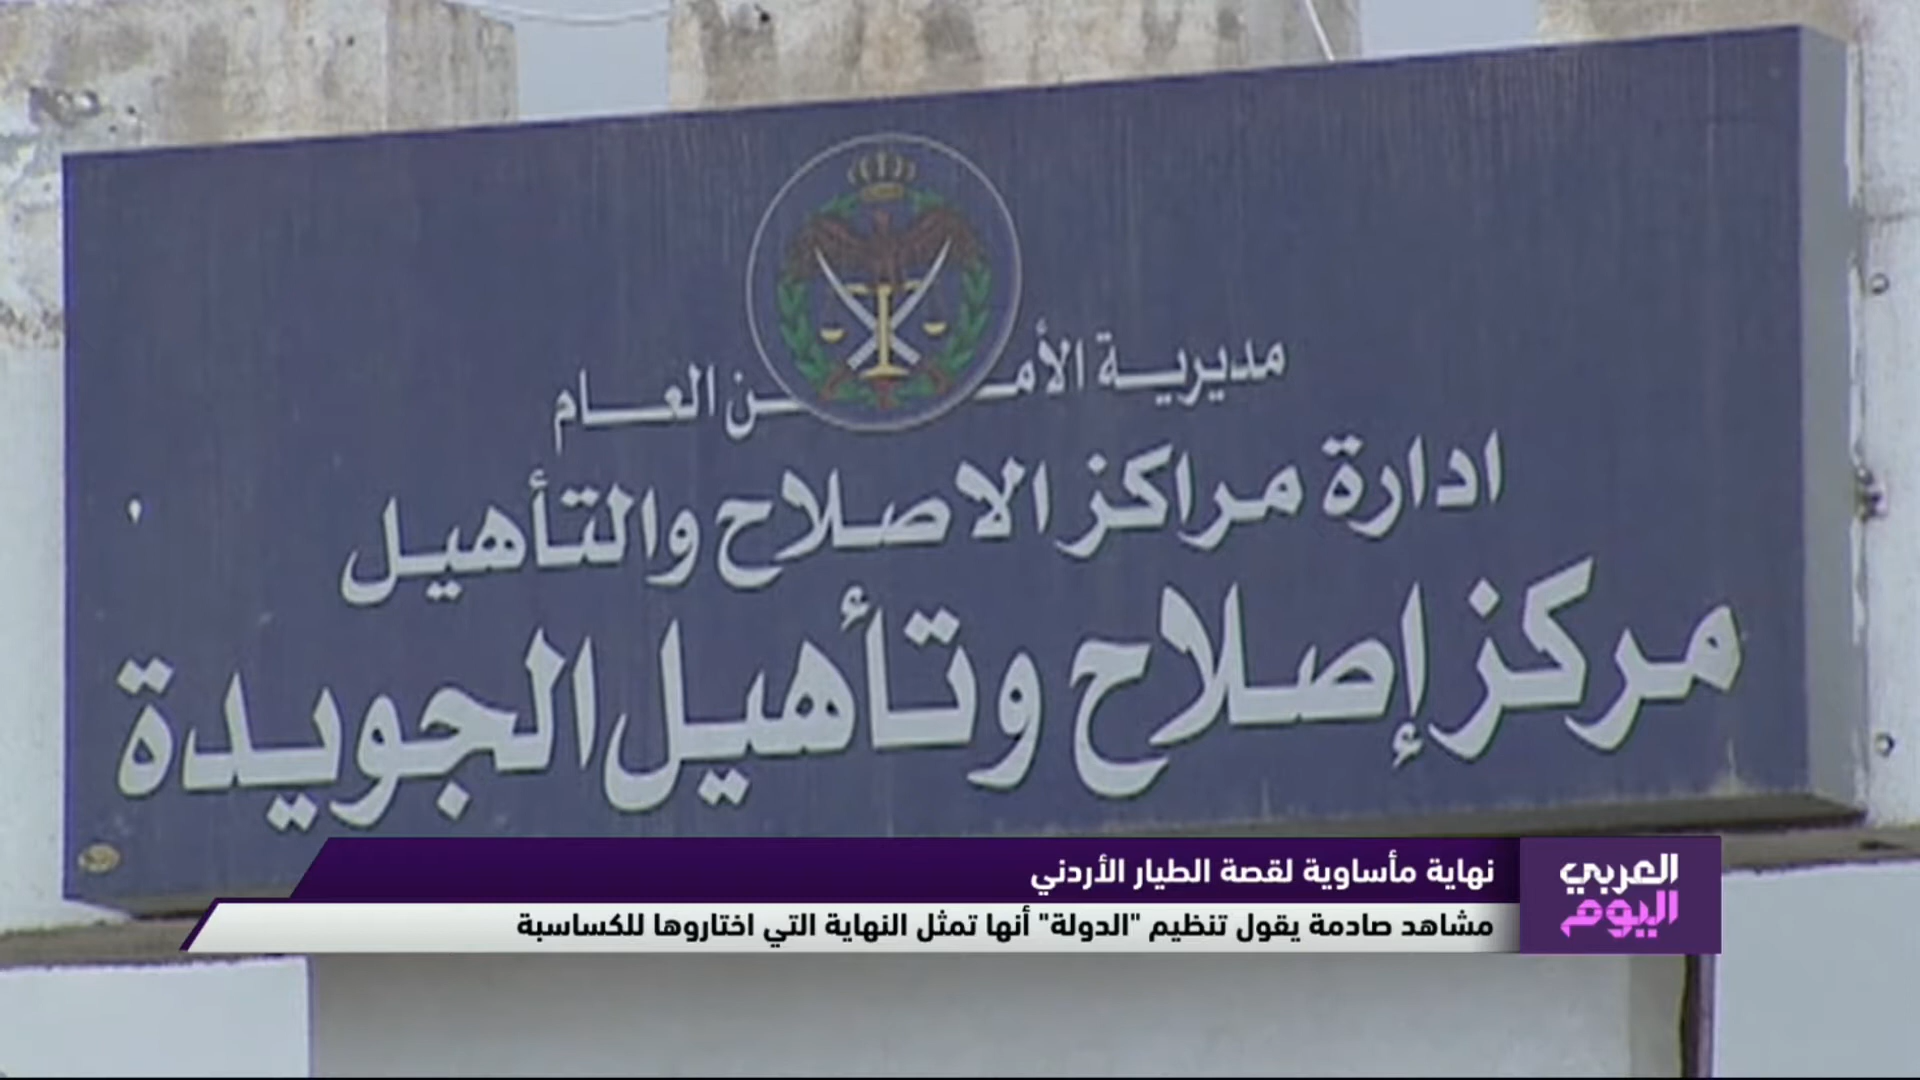 مديرية الأمن العام
ادارة مراكز الاصلاح والتأهيل
مركز إصلاح وتأهيل الجويدة
نهاية مأساوية لقصة الطيار الأردني
مشاهد صادمة يقول تنظيم "الدولة" أنها تمثل النهاية التي اختاروها للكساسبة
العربي
اليوم